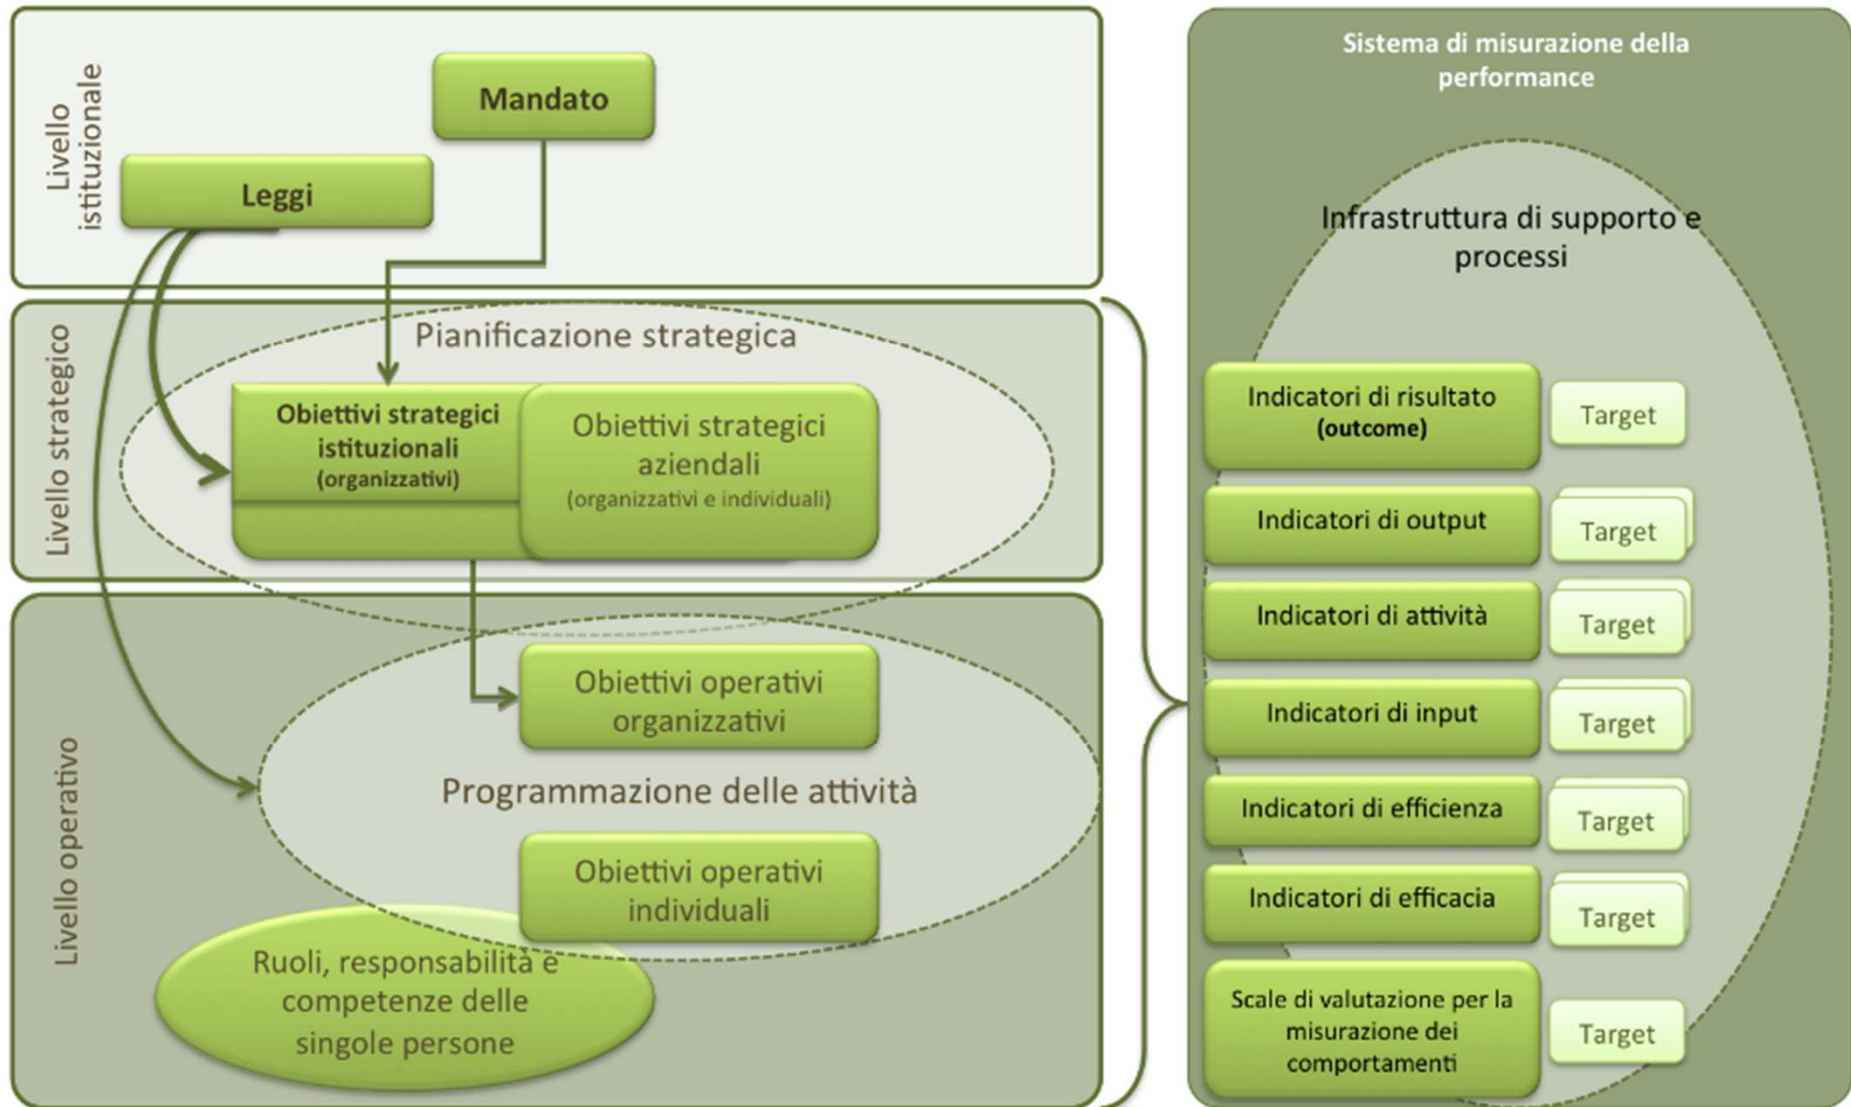 Livello
istituzionale
Mandato
Leggi
Livello strategico
Pianificazione strategica
Obiettivi strategici
istituzionali
(organizzativi)
Obiettivi strategici
aziendali
(organizzativi e individuali)
Livello operativo
Obiettivi operativi
organizzativi
Programmazione delle attività
Obiettivi operativi
individuali
Ruoli, responsabilità e
competenze delle
singole persone
Sistema di misurazione della
performance
Infrastruttura di supporto e
processi
Indicatori di risultato
(outcome)
Target
Indicatori di output
Target
Indicatori di attività
Target
Indicatori di input
Target
Indicatori di efficienza
Target
Indicatori di efficacia
Target
Scale di valutazione per la
misurazione dei
comportamenti
Target